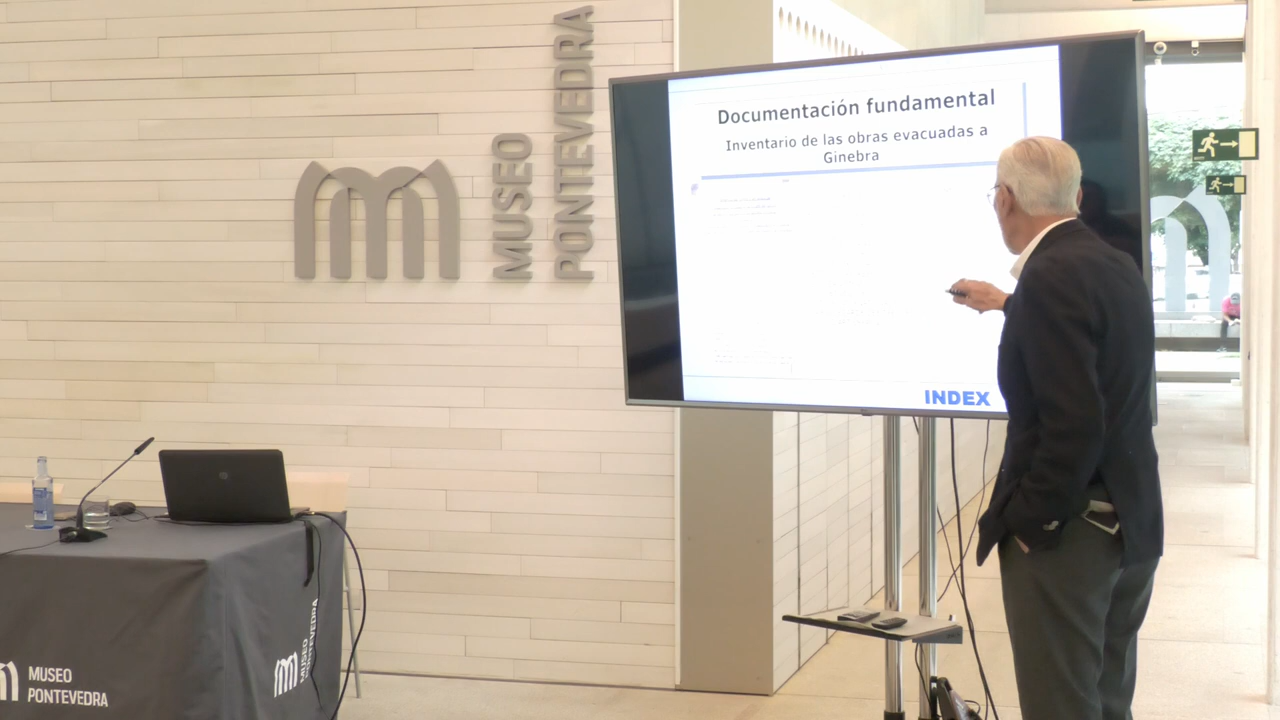 MUSEO
PONTEVEDRA
Documentación fundamental
Inventario de las obras evacuadas a
Ginebra
INDEX
MUSEO
PONTEVEDRA
MUSEO
PONTEVEDRA